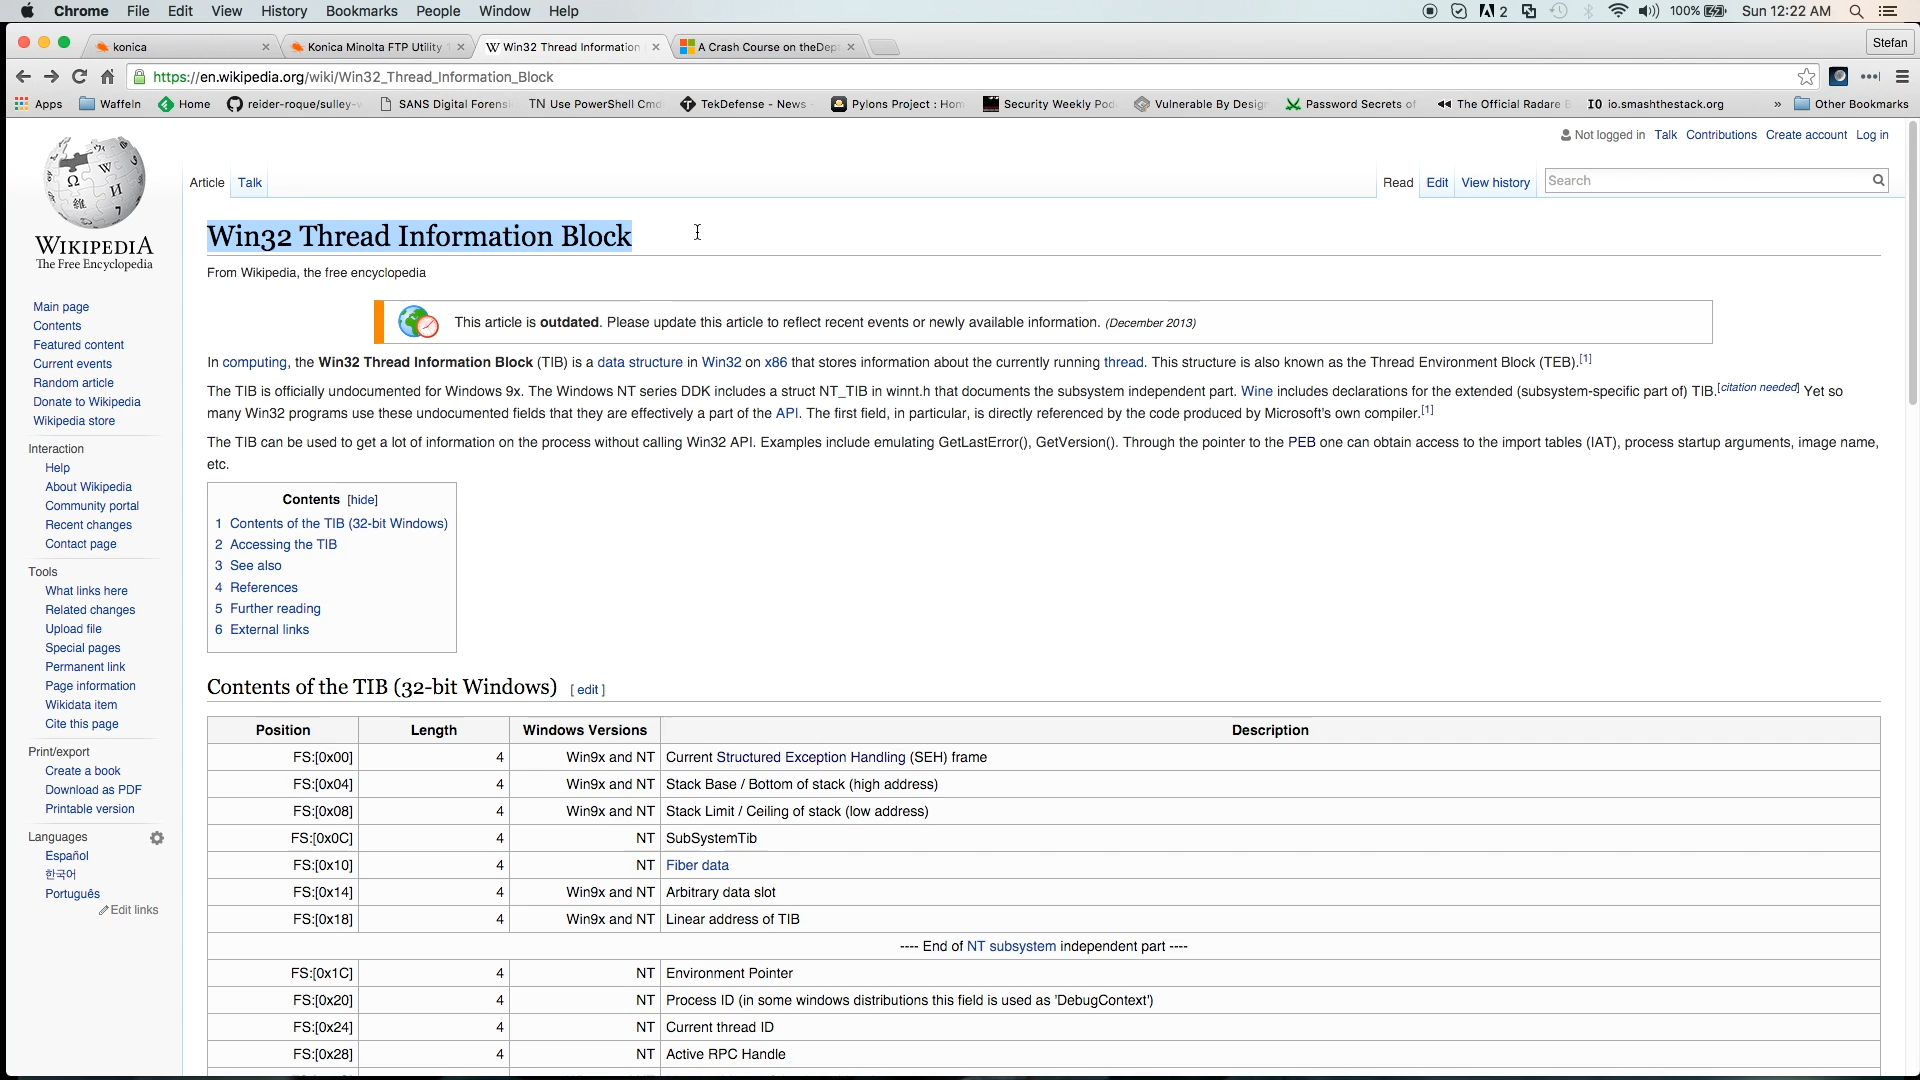 Chrome File Edit View History Bookmarks People Window Help 2 100% Sun 12:22 AM
konica Konica Minolta FTP Utility Win32 Thread Information A Crash Course on theDep Stefan
https://en.wikipedia.org/wiki/Win32_Thread_Information_Block
Apps Waffeln Home reider-roque/sulley- SANS Digital Forensi TN Use PowerShell Cmd TekDefense - News Pylons Project : Hom Security Weekly Pod Vulnerable By Design Password Secrets of The Official Radare IO io.smashthestack.org » Other Bookmarks
Not logged in Talk Contributions Create account Log in
Article Talk Read Edit View history Search
Win32 Thread Information Block
WIKIPEDIA
The Free Encyclopedia
From Wikipedia, the free encyclopedia
This article is outdated. Please update this article to reflect recent events or newly available information. (December 2013)
In computing, the Win32 Thread Information Block (TIB) is a data structure in Win32 on x86 that stores information about the currently running thread. This structure is also known as the Thread Environment Block (TEB).[1]
The TIB is officially undocumented for Windows 9x. The Windows NT series DDK includes a struct NT_TIB in winnt.h that documents the subsystem independent part. Wine includes declarations for the extended (subsystem-specific part of) TIB.[citation needed] Yet so
many Win32 programs use these undocumented fields that they are effectively a part of the API. The first field, in particular, is directly referenced by the code produced by Microsoft's own compiler.[1]
The TIB can be used to get a lot of information on the process without calling Win32 API. Examples include emulating GetLastError(), GetVersion(). Through the pointer to the PEB one can obtain access to the import tables (IAT), process startup arguments, image name,
etc.
Main page
Contents
Featured content
Current events
Random article
Donate to Wikipedia
Wikipedia store
Interaction
Help
About Wikipedia
Community portal
Recent changes
Contact page
Tools
What links here
Related changes
Upload file
Special pages
Permanent link
Page information
Wikidata item
Cite this page
Print/export
Create a book
Download as PDF
Printable version
Languages
Español
한국어
Português
Edit links
Contents [hide]
1 Contents of the TIB (32-bit Windows)
2 Accessing the TIB
3 See also
4 References
5 Further reading
6 External links
Contents of the TIB (32-bit Windows) [ edit ]
Position Length Windows Versions Description
FS:[0x00] 4 Win9x and NT Current Structured Exception Handling (SEH) frame
FS:[0x04] 4 Win9x and NT Stack Base / Bottom of stack (high address)
FS:[0x08] 4 Win9x and NT Stack Limit / Ceiling of stack (low address)
FS:[0x0C] 4 NT SubSystemTib
FS:[0x10] 4 NT Fiber data
FS:[0x14] 4 Win9x and NT Arbitrary data slot
FS:[0x18] 4 Win9x and NT Linear address of TIB
---- End of NT subsystem independent part ----
FS:[0x1C] 4 NT Environment Pointer
FS:[0x20] 4 NT Process ID (in some windows distributions this field is used as 'DebugContext')
FS:[0x24] 4 NT Current thread ID
FS:[0x28] 4 NT Active RPC Handle